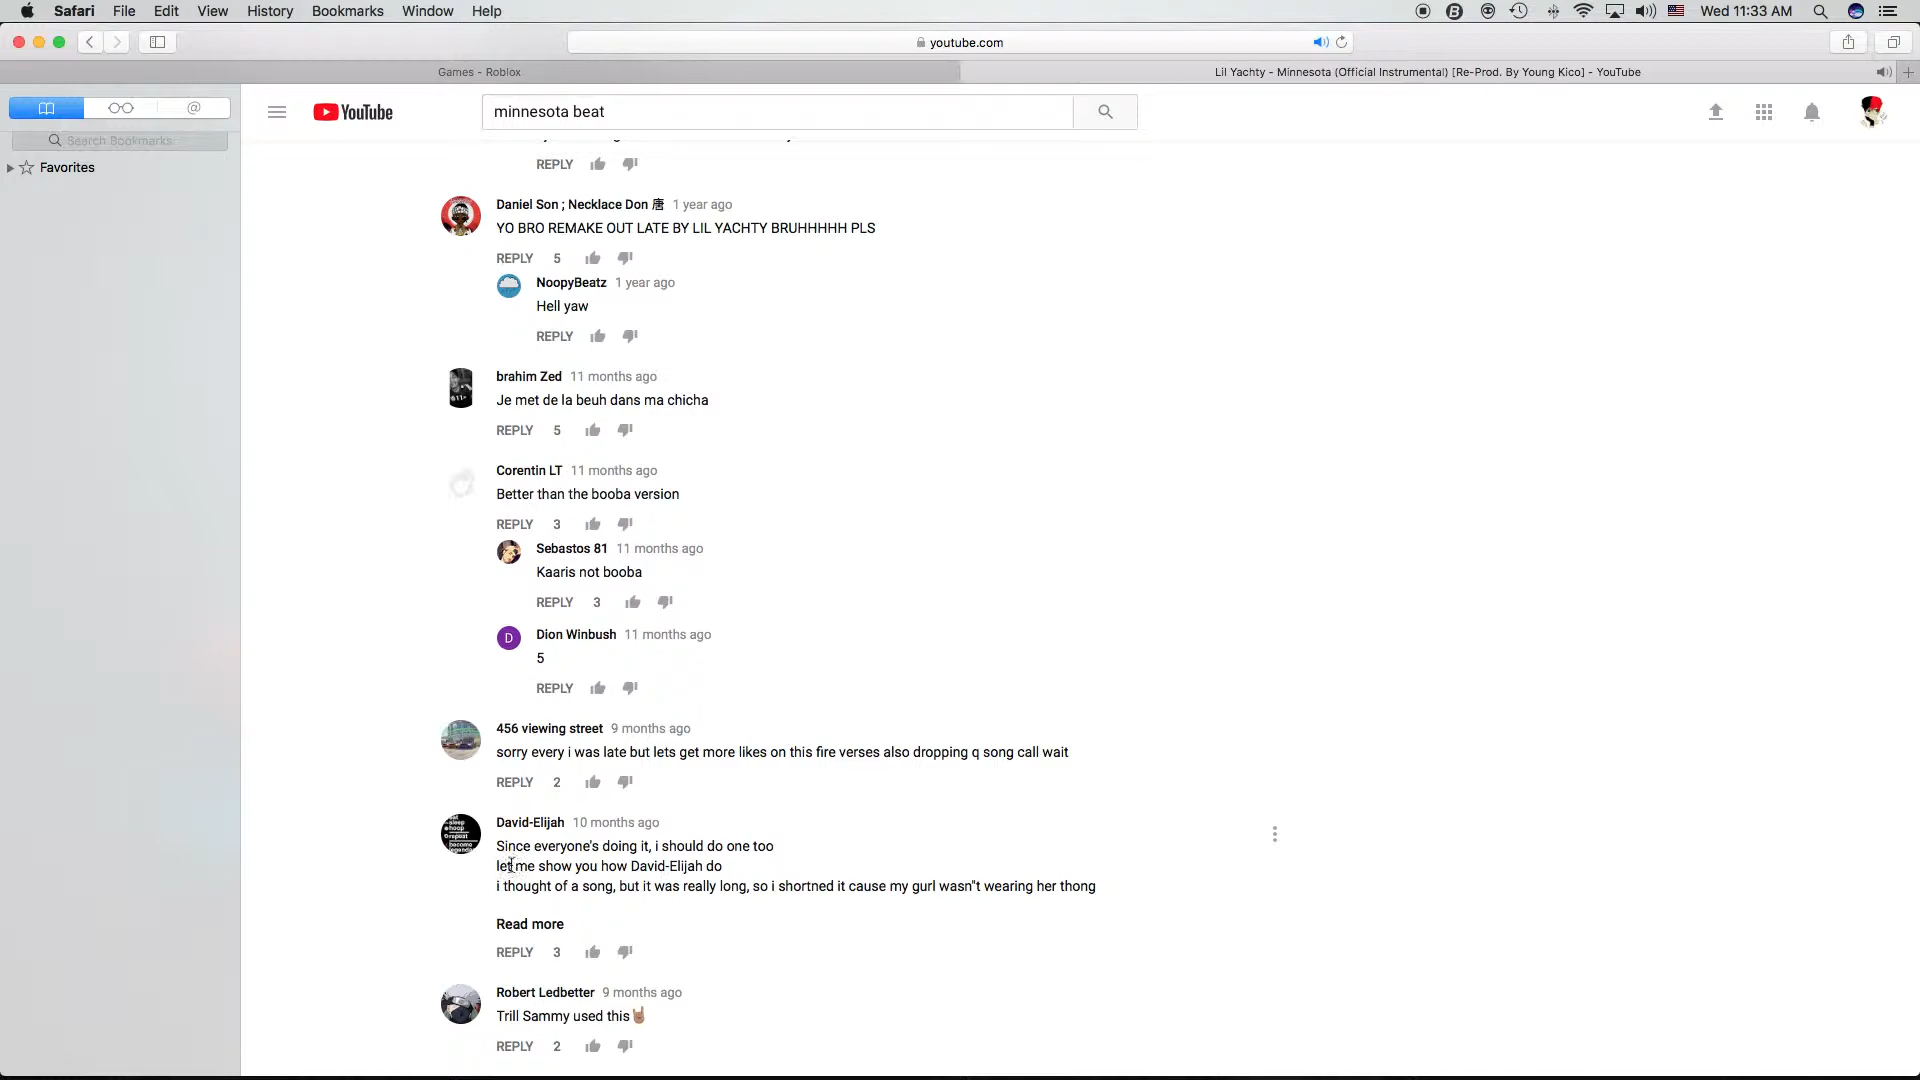 Safari File Edit View History Bookmarks Window Help Wed 11:33 AM
youtube.com
Games - Roblox Lil Yachty - Minnesota (Official Instrumental) [Re-Prod. By Young Kico] - YouTube
Search Bookmarks
Favorites
YouTube
minnesota beat
REPLY
Daniel Son ; Necklace Don 唐 1 year ago
YO BRO REMAKE OUT LATE BY LIL YACHTY BRUHHHHH PLS
REPLY 5
NoopyBeatz 1 year ago
Hell yaw
REPLY
brahim Zed 11 months ago
Je met de la beuh dans ma chicha
REPLY 5
Corentin LT 11 months ago
Better than the booba version
REPLY 3
Sebastos 81 11 months ago
Kaaris not booba
REPLY 3
D
Dion Winbush 11 months ago
5
REPLY
456 viewing street 9 months ago
sorry every i was late but lets get more likes on this fire verses also dropping q song call wait
REPLY 2
David-Elijah 10 months ago
Since everyone's doing it, i should do one too
let me show you how David-Elijah do
i thought of a song, but it was really long, so i shortned it cause my gurl wasn"t wearing her thong
Read more
REPLY 3
Robert Ledbetter 9 months ago
Trill Sammy used this🤘🏽
REPLY 2